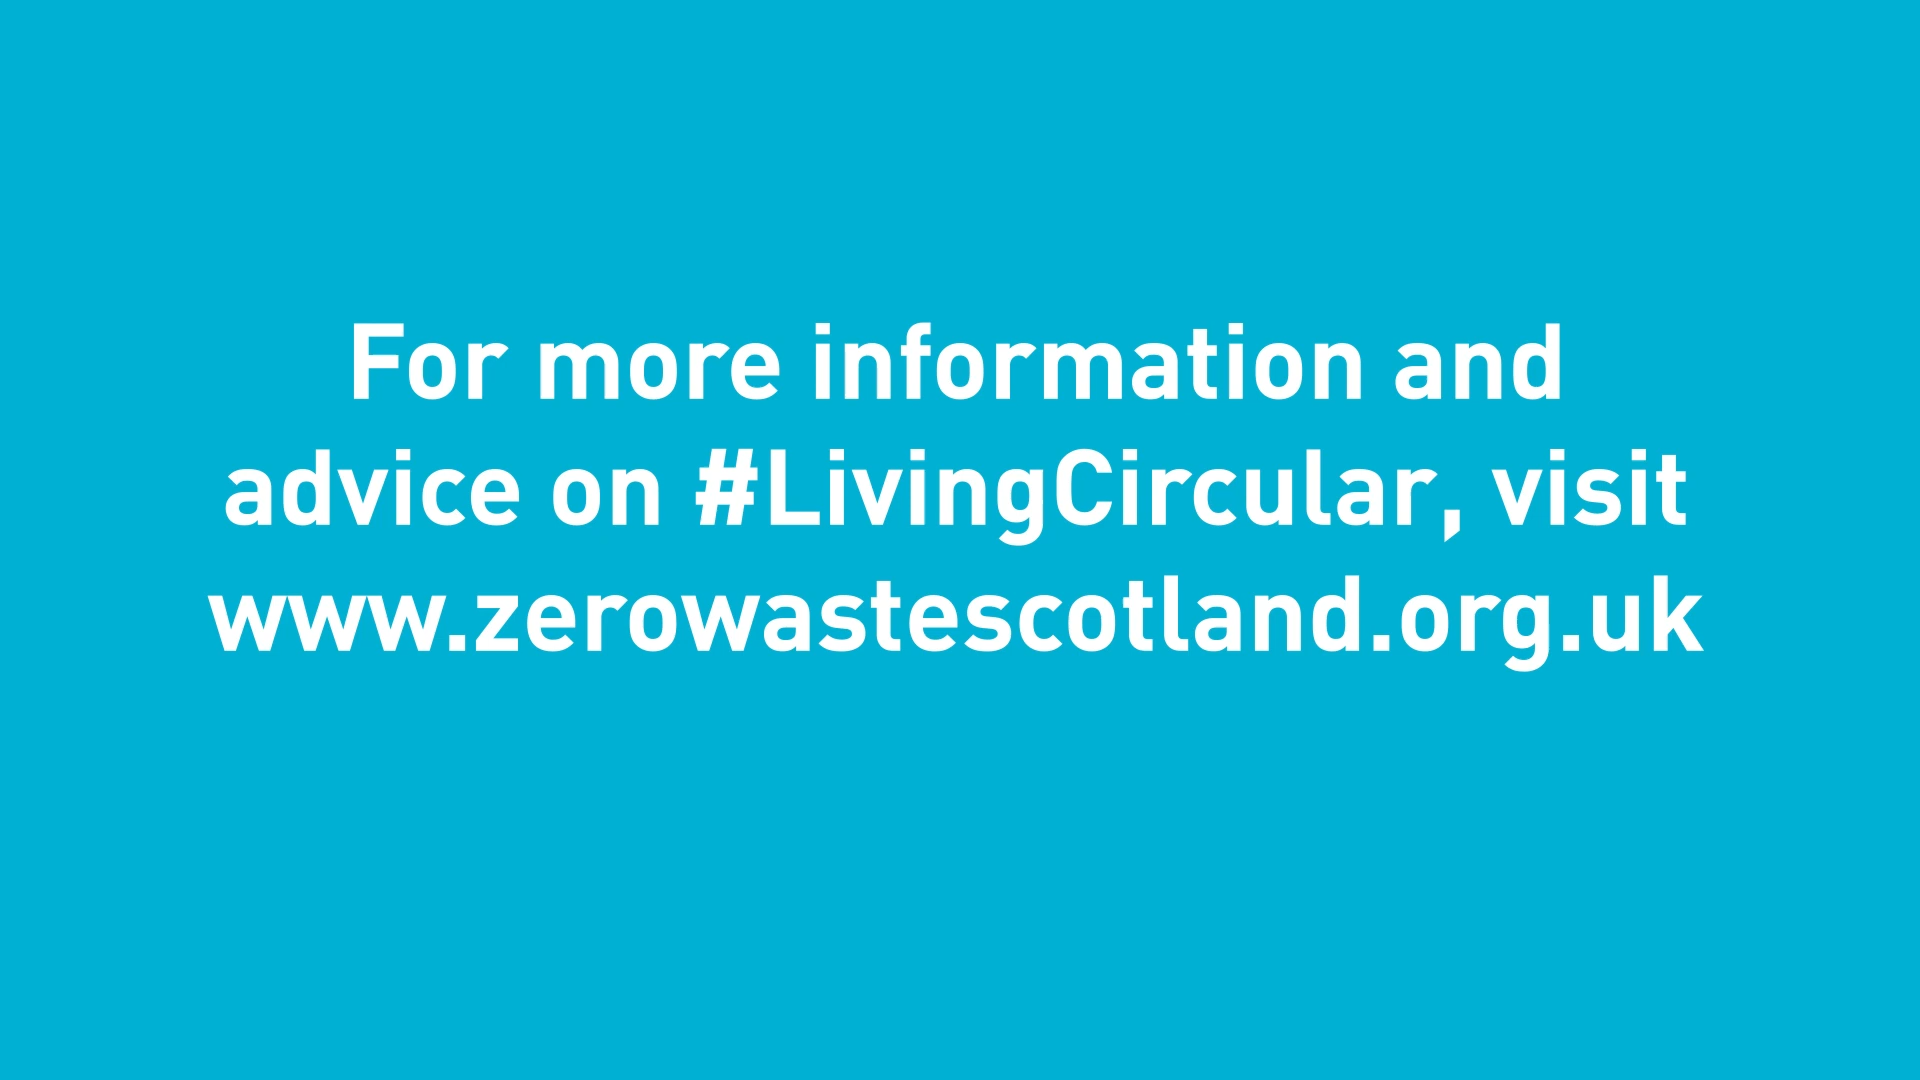 For more information and
advice on #LivingCircular, visit
www.zerowastescotland.org.uk